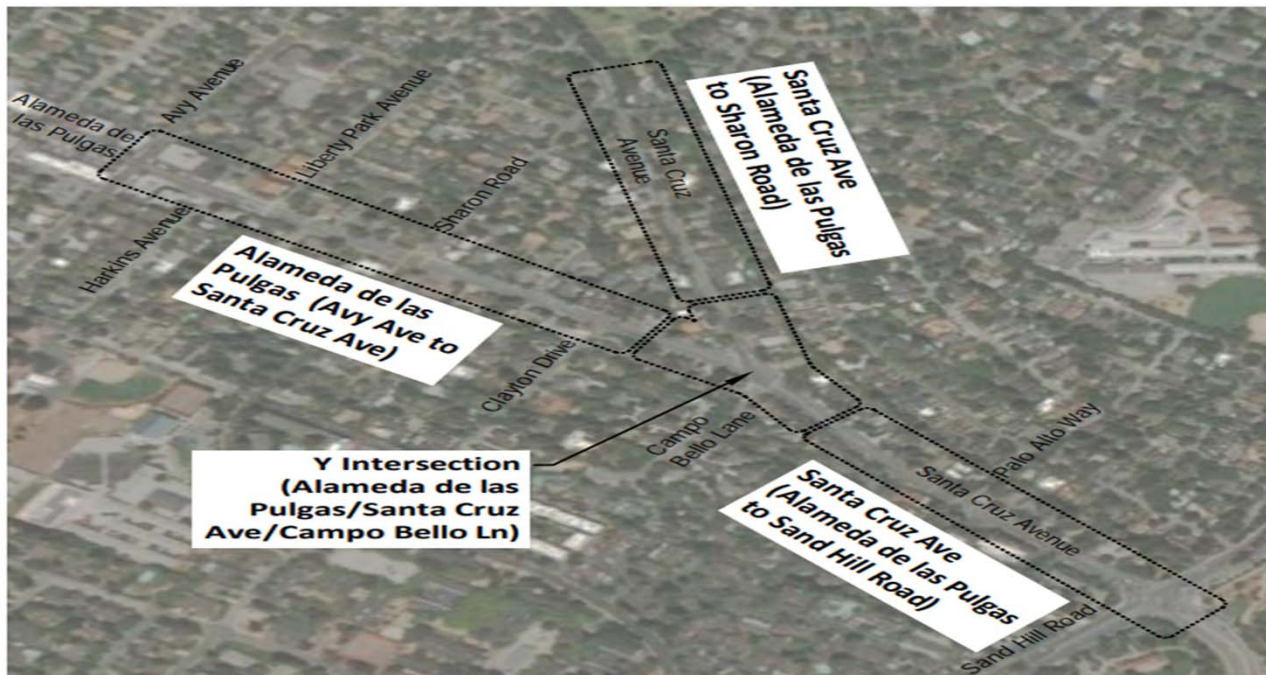 Avy Avenue
Alameda de
las Pulgas
Liberty Park Avenue
Sharon Road
Harkins Avenue
Alameda de las
Pulgas (Avy Ave to
Santa Cruz Ave)
Clayton Drive
Santa Cruz
Avenue
Santa Cruz Ave
(Alameda de las Pulgas
to Sharon Road)
Campo
Bello Lane
Y Intersection
(Alameda de las
Pulgas/Santa Cruz
Ave/Campo Bello Ln)
Palo Alto Way
Santa Cruz Avenue
Santa Cruz Ave
(Alameda de las Pulgas
to Sand Hill Road)
Sand Hill Road